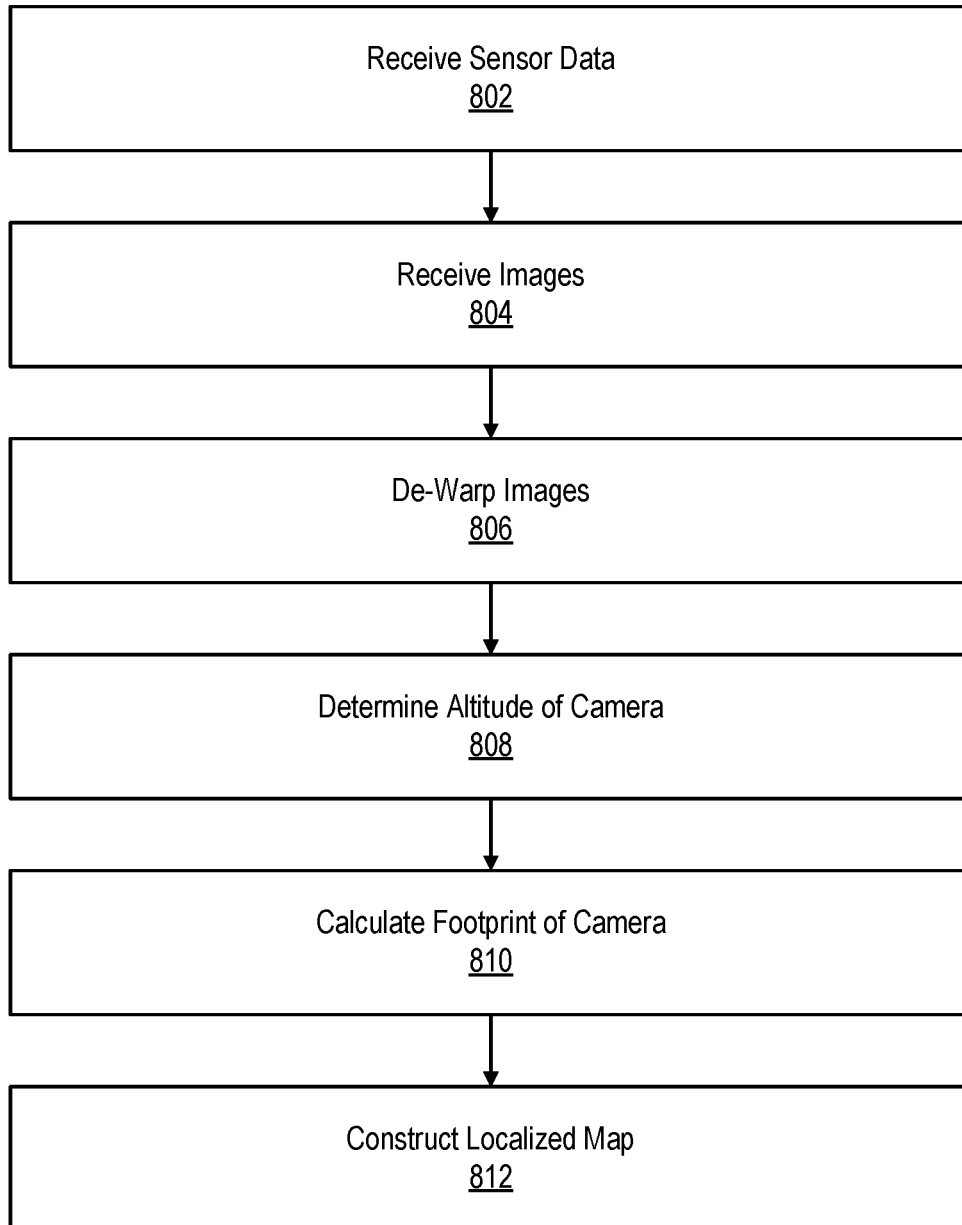 Receive Sensor Data
802
Receive Images
804
De-Warp Images
806
Determine Altitude of Camera
808
Calculate Footprint of Camera
810
Construct Localized Map
812